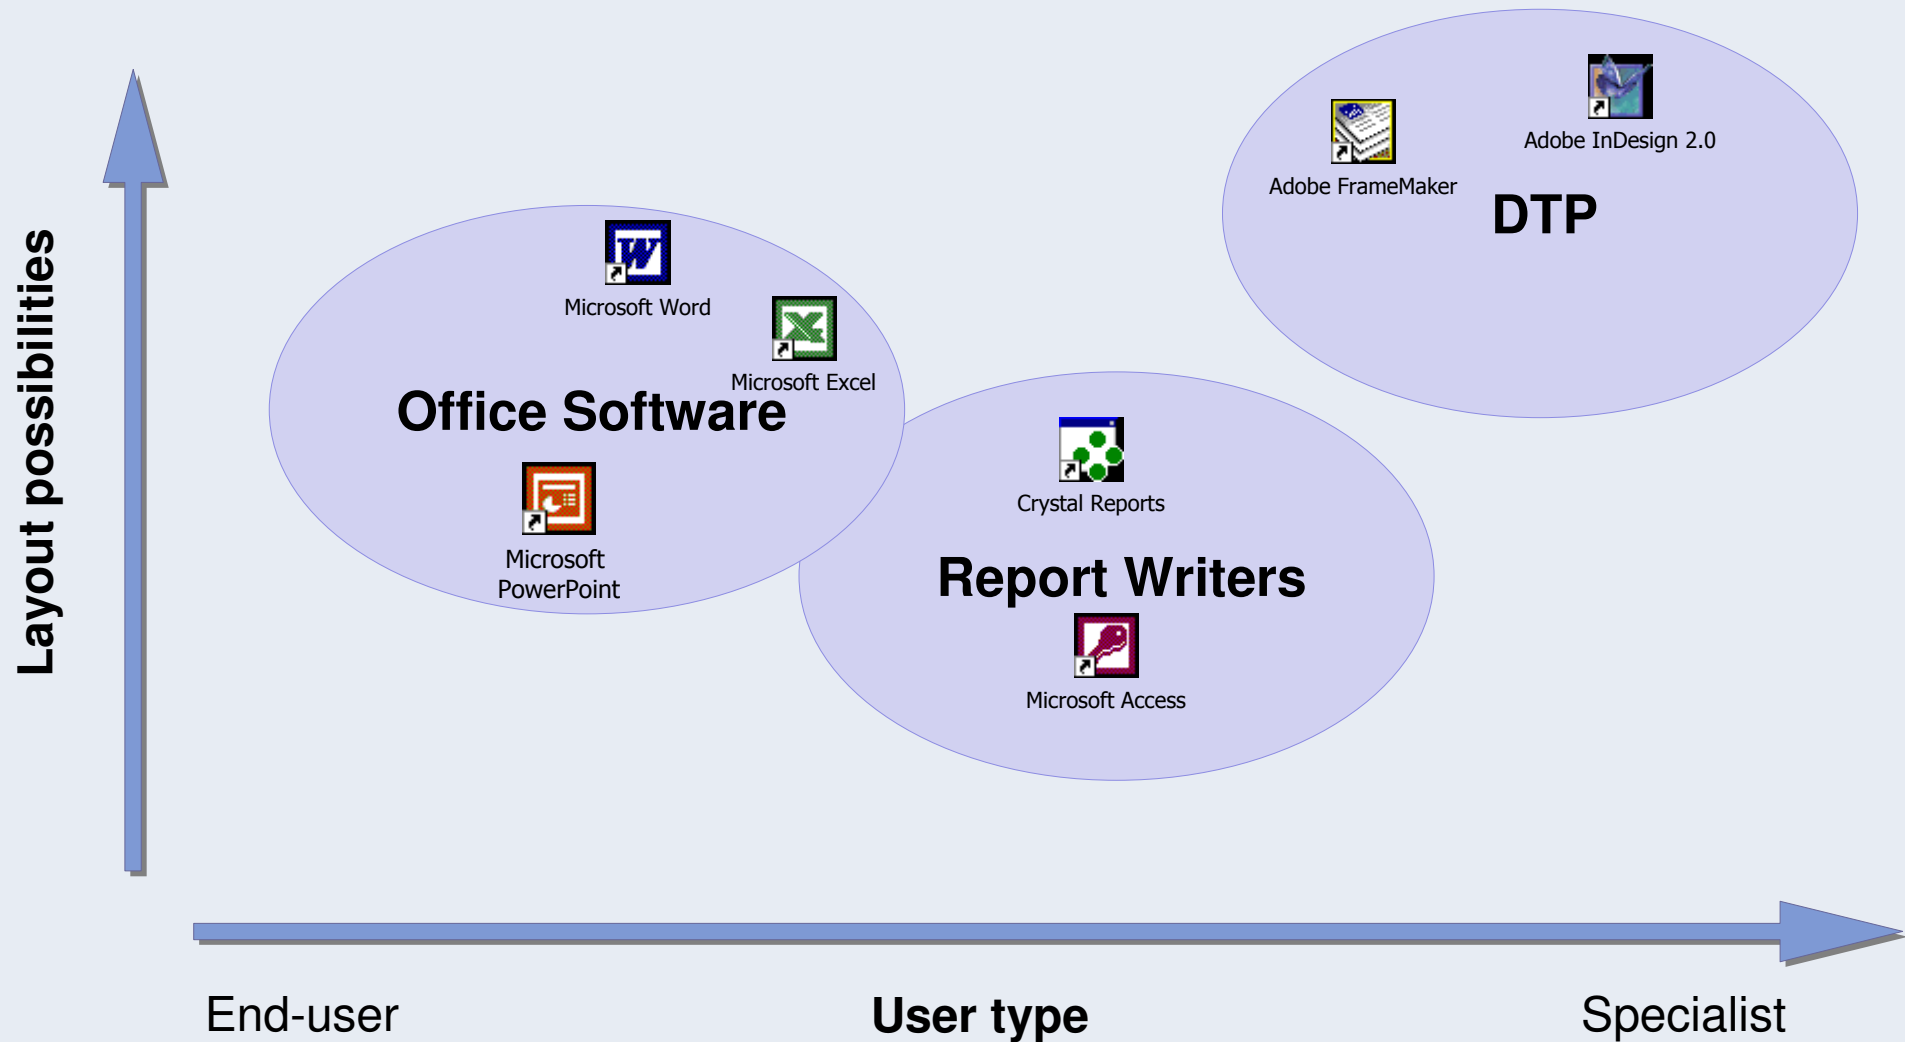 Layout possibilities
Adobe InDesign 2.0
Adobe FrameMaker
DTP
W
Microsoft Word
Microsoft Excel
Office Software
Microsoft
PowerPoint
Crystal Reports
Report Writers
Microsoft Access
End-user
User type
Specialist